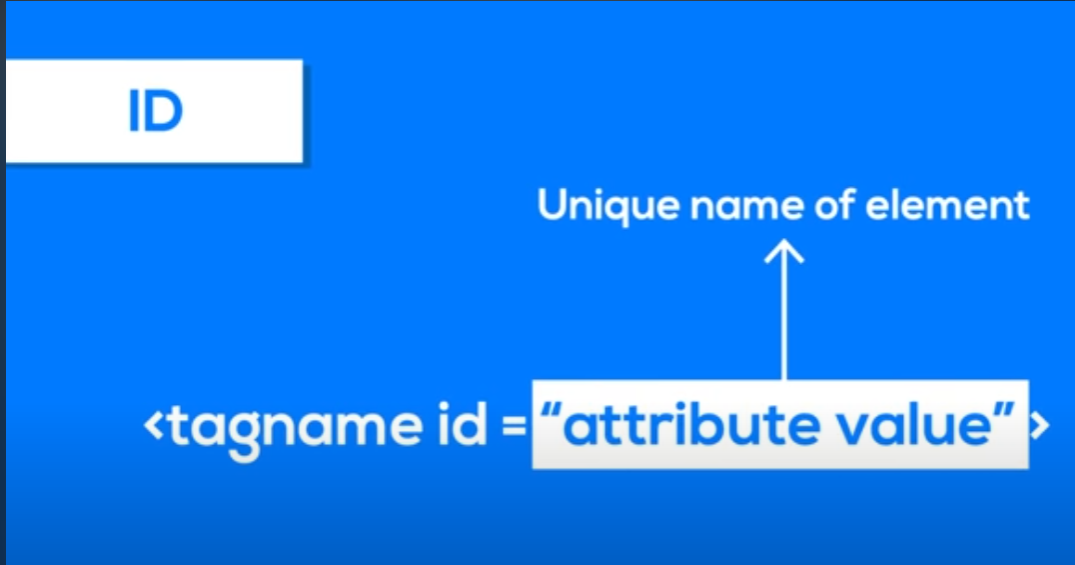 ID
Unique name of element
<tagname id = “attribute value” >